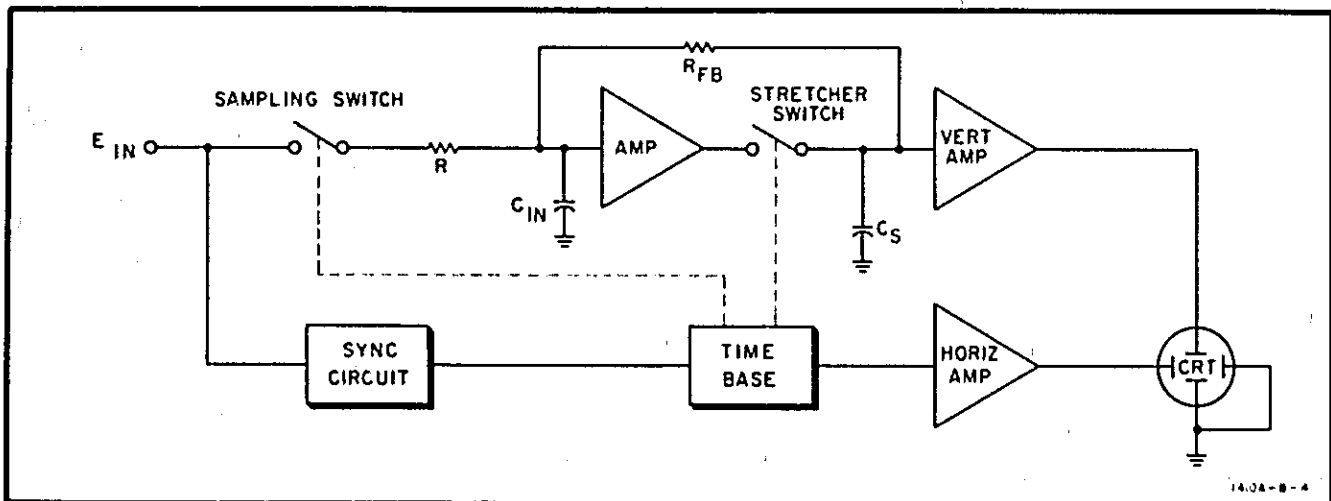 R FB
SAMPLING SWITCH
STRETCHER
SWITCH
E IN
R
AMP
VERT
AMP
C IN
C S
SYNC
CIRCUIT
TIME
BASE
HORIZ
AMP
CRT